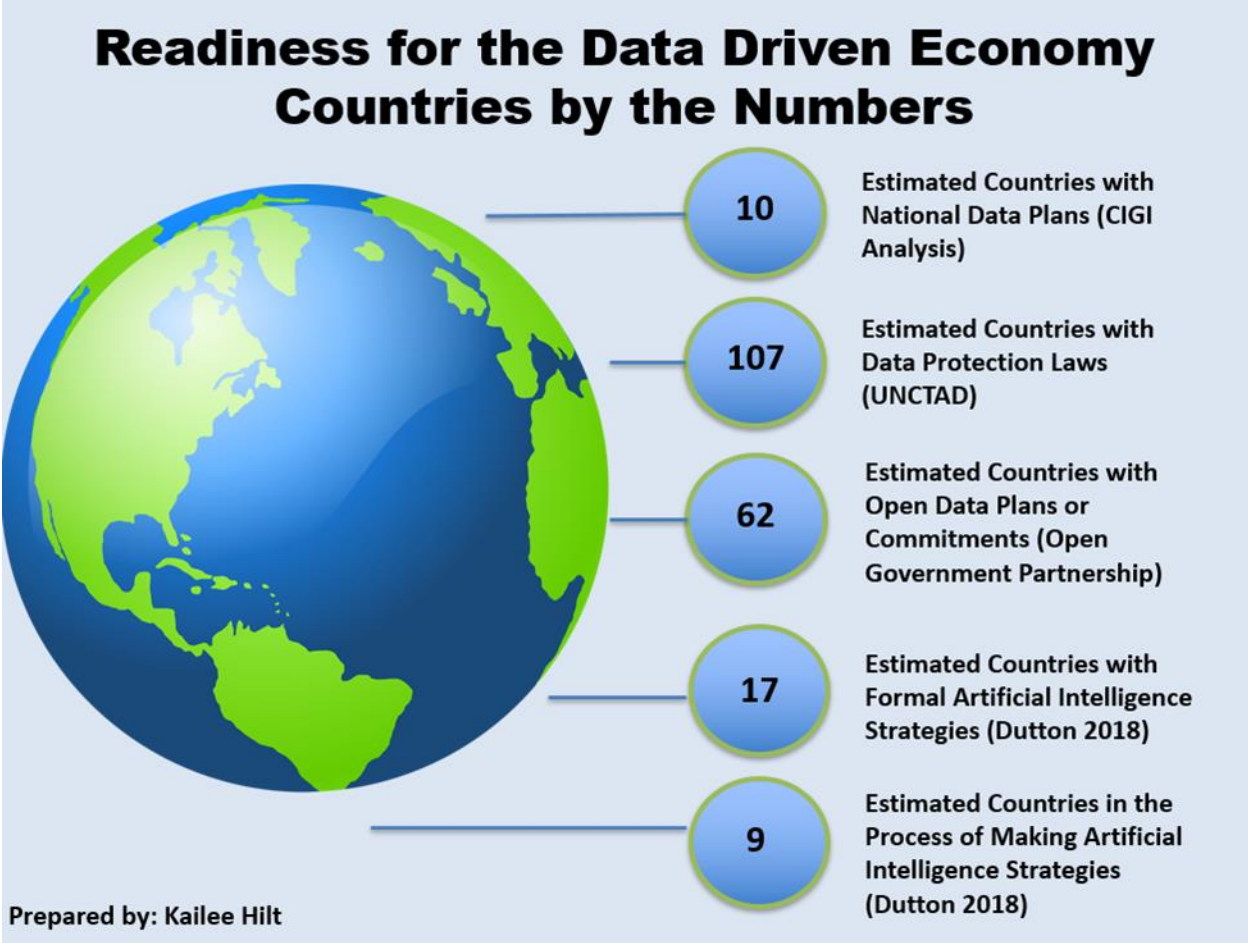 Readiness for the Data Driven Economy
Countries by the Numbers
10
Estimated Countries with
National Data Plans (CIGI
Analysis)
107
Estimated Countries with
Data Protection Laws
(UNCTAD)
62
Estimated Countries with
Open Data Plans or
Commitments (Open
Government Partnership)
17
Estimated Countries with
Formal Artificial Intelligence
Strategies (Dutton 2018)
9
Estimated Countries in the
Process of Making Artificial
Intelligence Strategies
(Dutton 2018)
Prepared by: Kailee Hilt